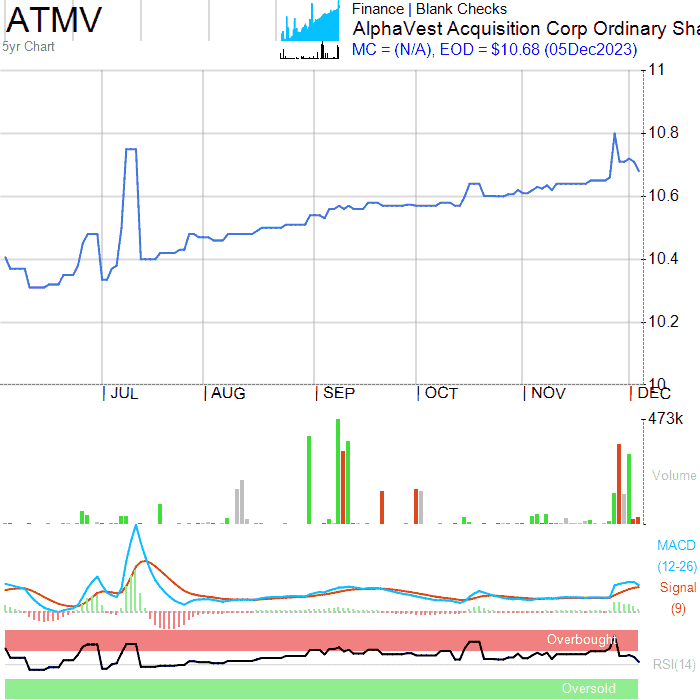 ATMV
5yr Chart
Finance | Blank Checks
AlphaVest Acquisition Corp Ordinary Sha
MC = (N/A), EOD = $10.68 (05Dec2023)
11
10.8
10.6
10.4
10.2
10
| JUL | AUG | SEP | OCT | NOV | DEC
473k
Volume
MACD
(12-26)
Signal
(9)
Overbought
RSI(14)
Oversold